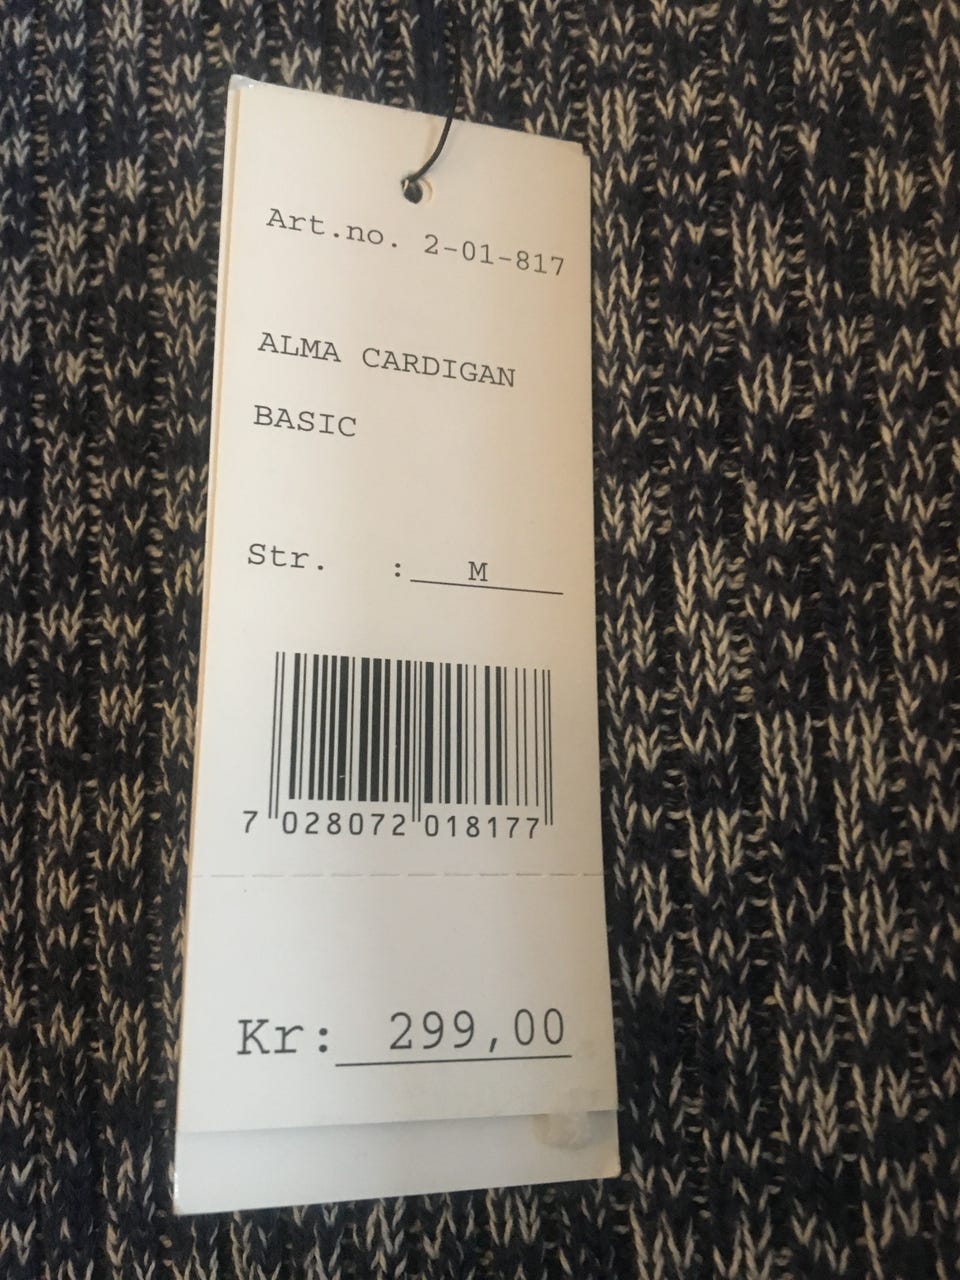 Art.no. 2-01-817
ALMA CARDIGAN
BASIC
Str. : M
7 028072 018177
Kr: 299,00